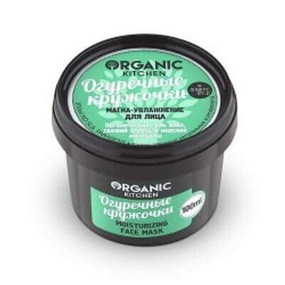 ORGANIC
KITCHEN
Огуречные
кружочки
МАСКА-УВЛАЖНЕНИЕ
ДЛЯ ЛИЦА
ORGANIC
KITCHEN
Огуречные
кружочки
100ml
MOISTURIZING
FACE MASK